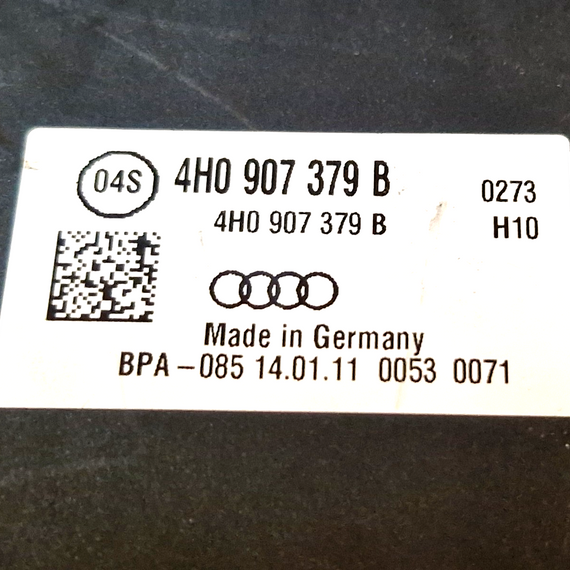 04S 4H0 907 379 B 0273
4H0 907 379 B H10
Made in Germany
BPA-085 14.01.11 0053 0071